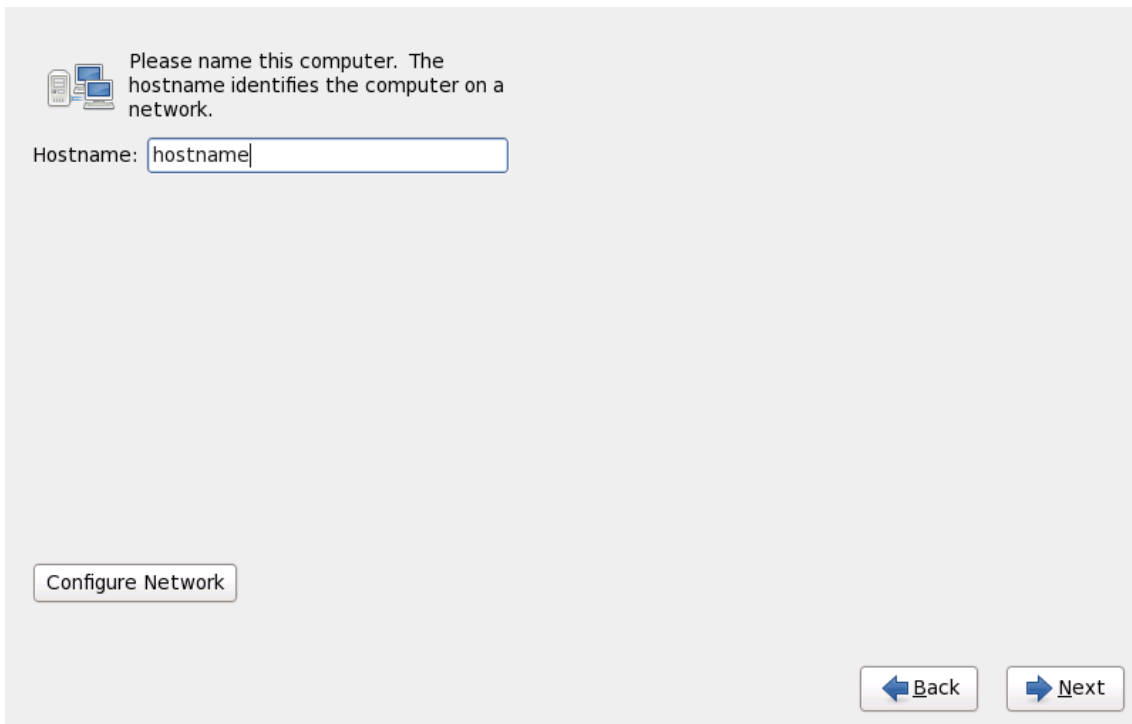 Please name this computer.  The
hostname identifies the computer on a
network.
Hostname: hostname
Configure Network
Back Next